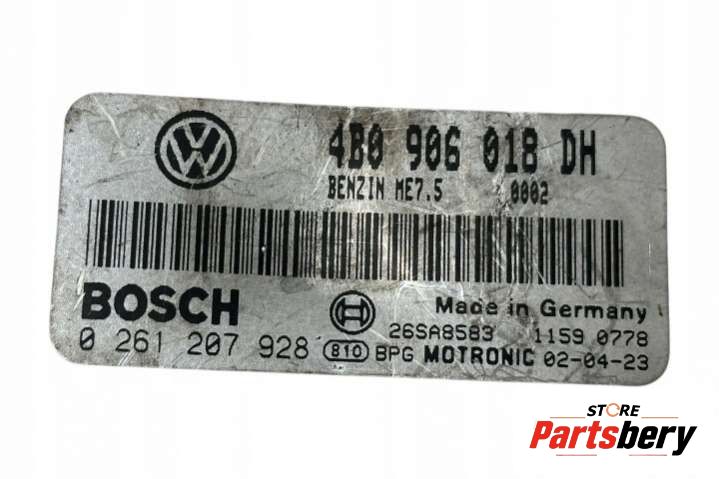 4B0 906 018 DH
BENZIN ME7.5 0002
BOSCH
Made in Germany
26SA8583 1159 0778
0 261 207 928 810 BPG MOTRONIC 02-04-23
STORE
Partsbery